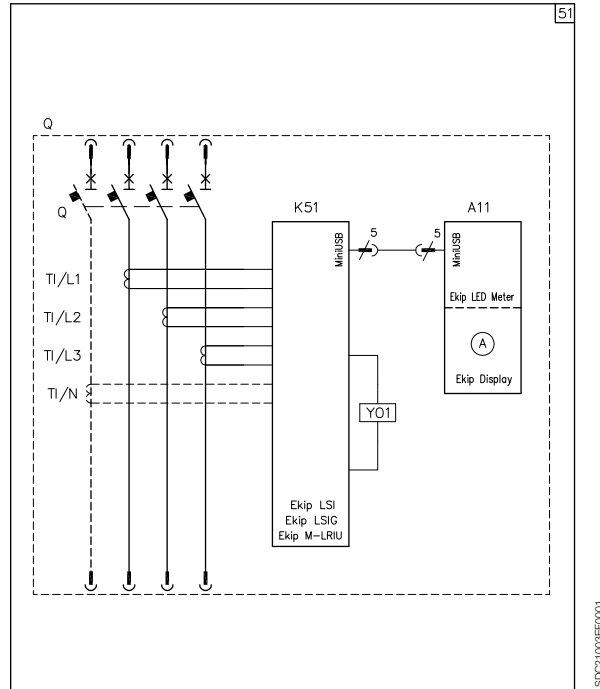 51
Q
Q
K51
A11
MiniUSB
5
5
MiniUSB
TI/L1
Ekip LED Meter
TI/L2
A
TI/L3
Ekip Display
TI/N
YO1
Ekip LSI
Ekip LSIG
Ekip M-LRIU